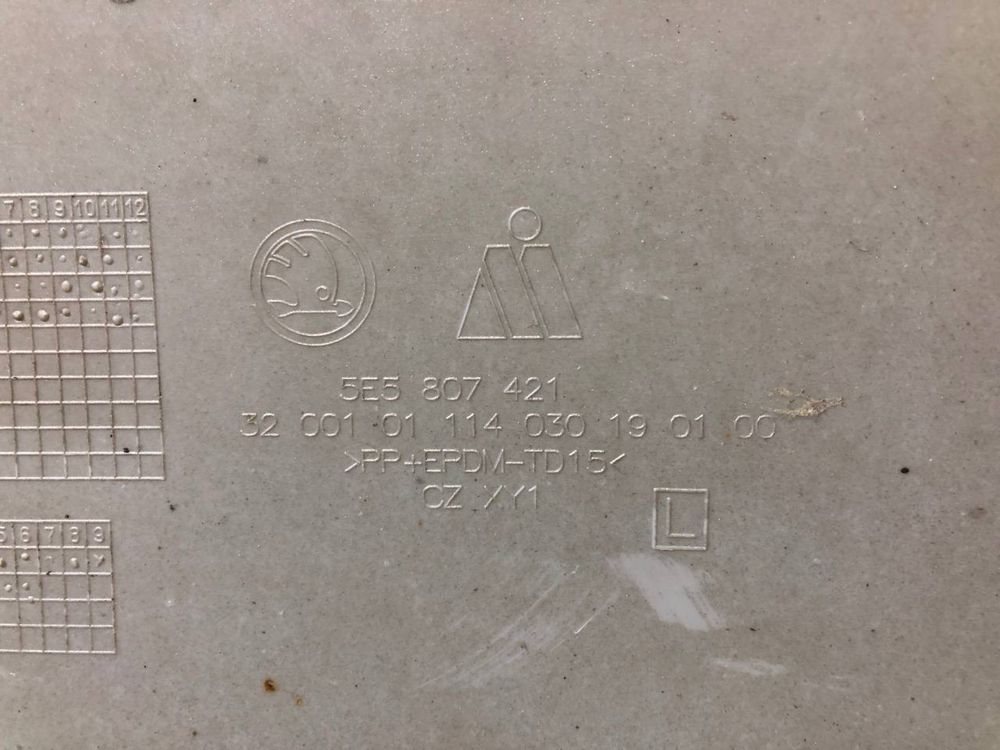 7 8 9 10 11 12
5E5 807 421
32 001 01 114 030 19 01 00
>PP+EPDM-TD15<
CZ XY1
L
5 6 7 8 9